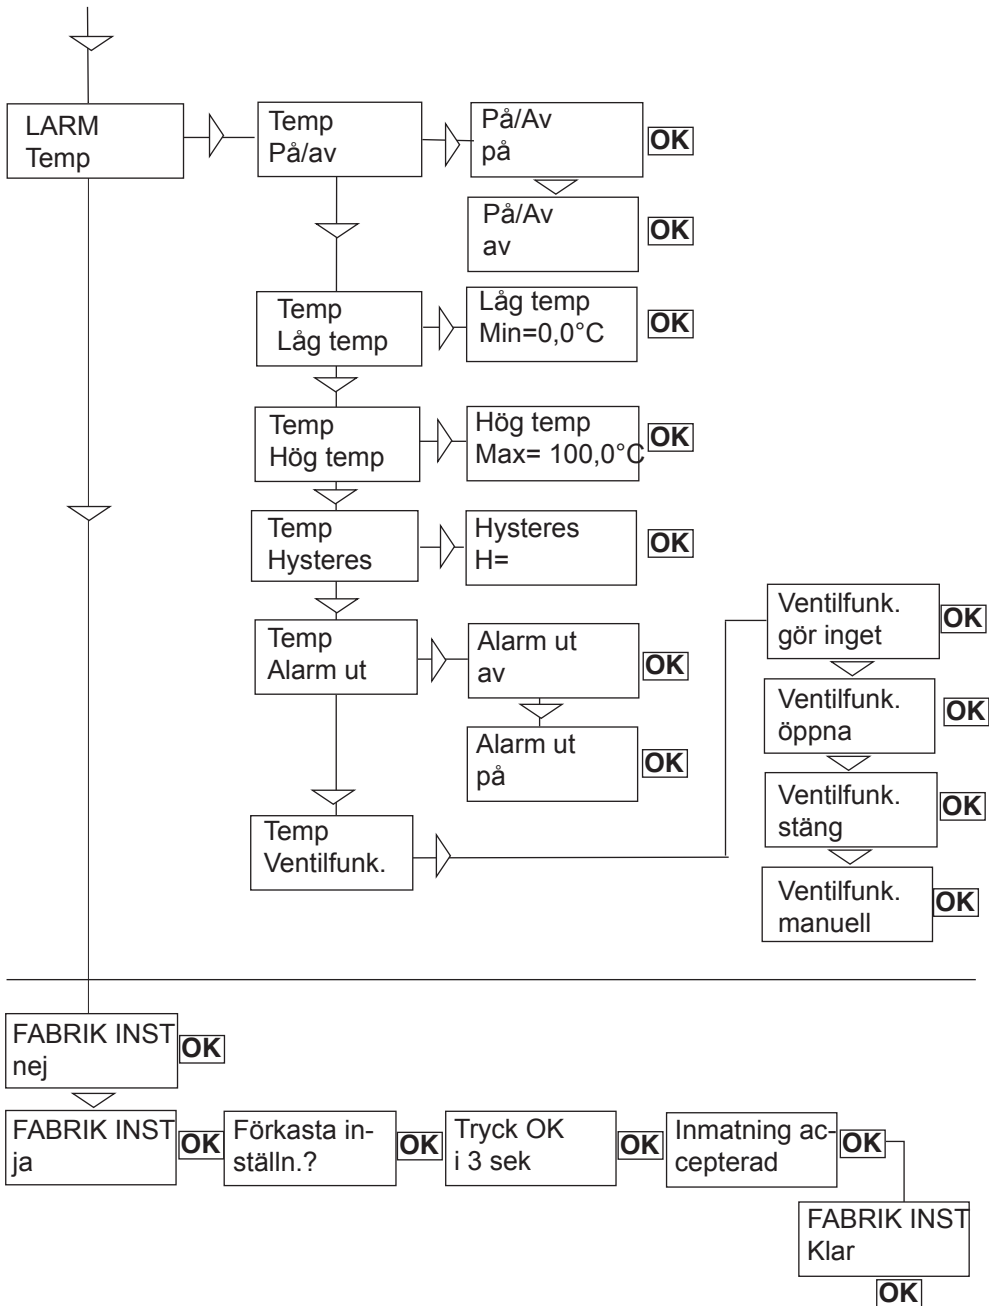 LARM
Temp
Temp
På/av
På/Av
på
OK
På/Av
av
OK
Temp
Låg temp
Låg temp
Min=0,0°C
OK
Temp
Hög temp
Hög temp
Max= 100,0°C
OK
Temp
Hysteres
Hysteres
H=
OK
Temp
Alarm ut
Alarm ut
av
OK
Alarm ut
på
OK
Temp
Ventilfunk.
Ventilfunk.
gör inget
OK
Ventilfunk.
öppna
OK
Ventilfunk.
stäng
OK
Ventilfunk.
manuell
OK
FABRIK INST
nej
OK
FABRIK INST
ja
OK
Förkasta in-
ställn.?
OK
Tryck OK
i 3 sek
OK
Inmatning ac-
cepterad
OK
FABRIK INST
Klar
OK